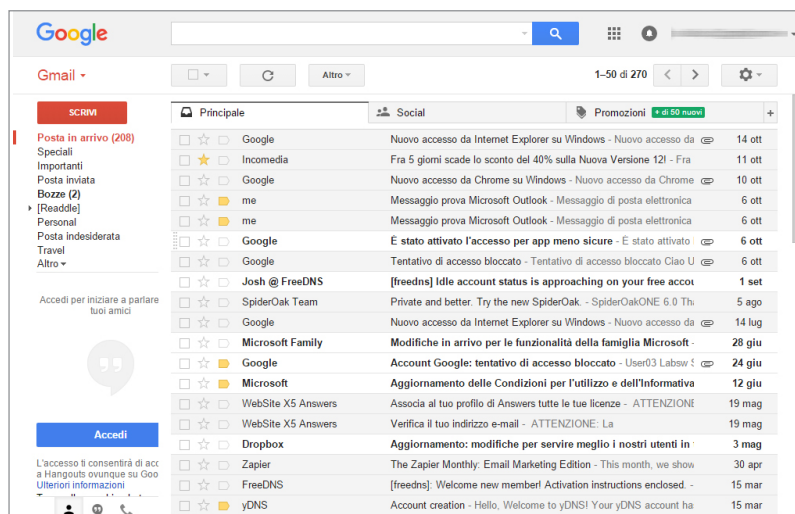 Google
Gmail
Altro
1–50 di 270
SCRIVI
Posta in arrivo (208)
Speciali
Importanti
Posta inviata
Bozze (2)
[Readdle]
Personal
Posta indesiderata
Travel
Altro
Accedi per iniziare a parlare
tuoi amici
Accedi
L'accesso ti consentirà di acc
a Hangouts ovunque su Goo
Ulteriori informazioni
Principale Social Promozioni + di 50 nuovi +
Google Nuovo accesso da Internet Explorer su Windows - Nuovo accesso da 14 ott
Incomedia Fra 5 giorni scade lo sconto del 40% sulla Nuova Versione 12! - Fra 11 ott
Google Nuovo accesso da Chrome su Windows - Nuovo accesso da Chrome 10 ott
me Messaggio prova Microsoft Outlook - Messaggio di posta elettronica 6 ott
me Messaggio prova Microsoft Outlook - Messaggio di posta elettronica 6 ott
Google È stato attivato l'accesso per app meno sicure - È stato attivato l 6 ott
Google Tentativo di accesso bloccato - Tentativo di accesso bloccato Ciao U 6 ott
Josh @ FreeDNS [freedns] Idle account status is approaching on your free accou 1 set
SpiderOak Team Private and better. Try the new SpiderOak. - SpiderOakONE 6.0 Tha 5 ago
Google Nuovo accesso da Internet Explorer su Windows - Nuovo accesso da 14 lug
Microsoft Family Modifiche in arrivo per le funzionalità della famiglia Microsoft - 28 giu
Google Account Google: tentativo di accesso bloccato - User03 Labsw S 24 giu
Microsoft Aggiornamento delle Condizioni per l'utilizzo e dell'Informativa 12 giu
WebSite X5 Answers Associa al tuo profilo di Answers tutte le tue licenze - ATTENZIONE 19 mag
WebSite X5 Answers Verifica il tuo indirizzo e-mail - ATTENZIONE: La 19 mag
Dropbox Aggiornamento: modifiche per servire meglio i nostri utenti in 3 mag
Zapier The Zapier Monthly: Email Marketing Edition - This month, we show 30 apr
FreeDNS [freedns]: Welcome new member! Activation instructions enclosed. - 15 mar
yDNS Account creation - Hello, Welcome to yDNS! Your yDNS account ha 15 mar